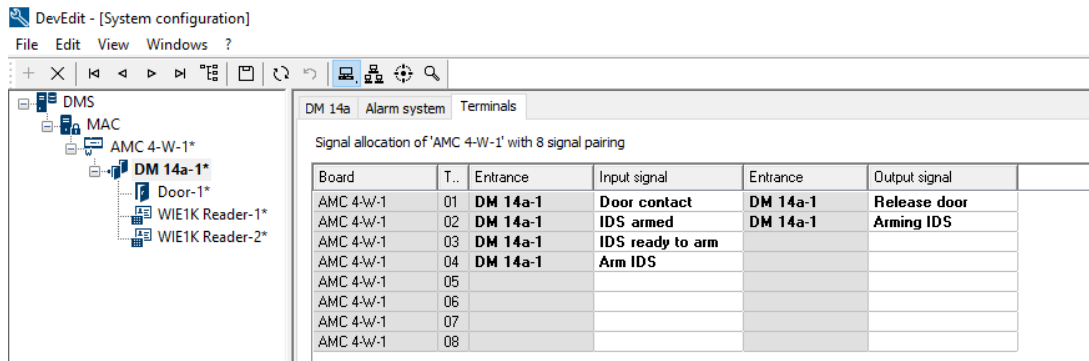 DevEdit - [System configuration]
File Edit View Windows ?
DMS
MAC
AMC 4-W-1*
DM 14a-1*
Door-1*
WIE1K Reader-1*
WIE1K Reader-2*
DM 14a Alarm system Terminals
Signal allocation of 'AMC 4-W-1' with 8 signal pairing
Board T.. Entrance Input signal Entrance Output signal
AMC 4-W-1 01 DM 14a-1 Door contact DM 14a-1 Release door
AMC 4-W-1 02 DM 14a-1 IDS armed DM 14a-1 Arming IDS
AMC 4-W-1 03 DM 14a-1 IDS ready to arm
AMC 4-W-1 04 DM 14a-1 Arm IDS
AMC 4-W-1 05
AMC 4-W-1 06
AMC 4-W-1 07
AMC 4-W-1 08